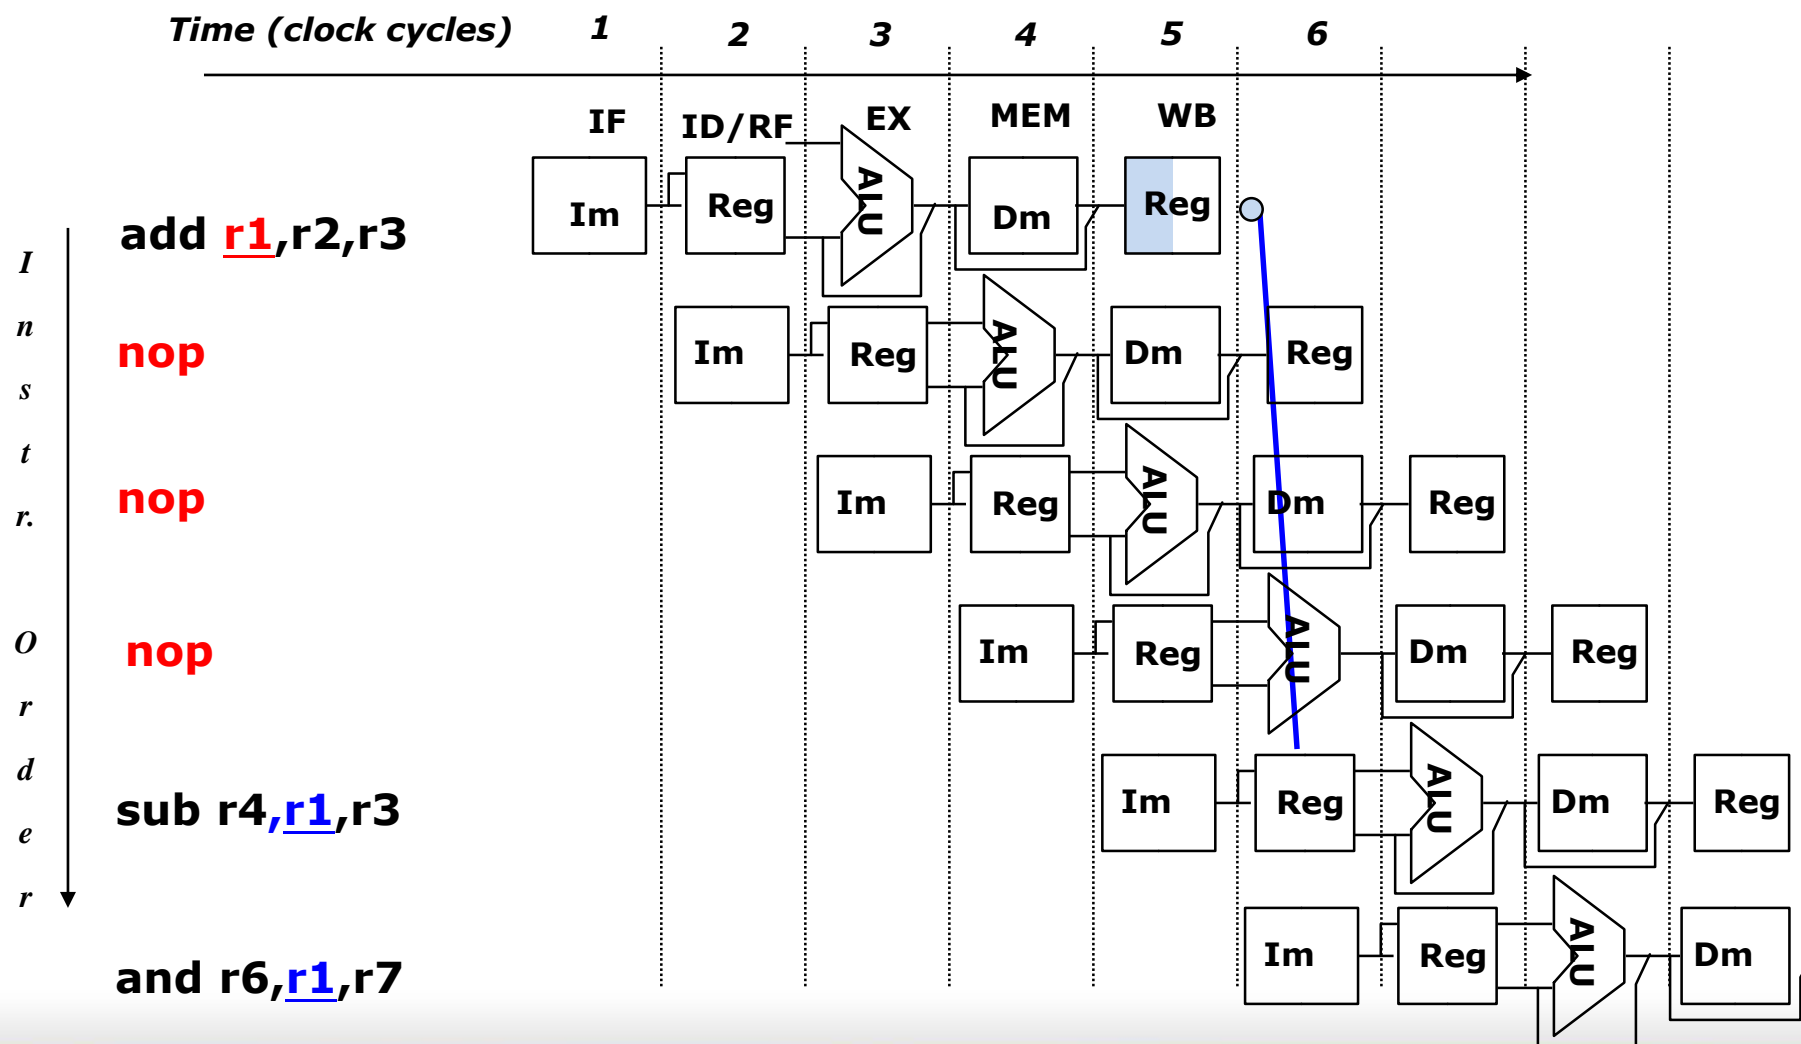 Time (clock cycles) 1 2 3 4 5 6
IF ID/RF EX MEM WB
add r1,r2,r3 Im Reg ALU Dm Reg
nop Im Reg ALU Dm Reg
nop Im Reg ALU Dm Reg
nop Im Reg ALU Dm Reg
sub r4,r1,r3 Im Reg ALU Dm Reg
and r6,r1,r7 Im Reg ALU Dm
Instr. Order